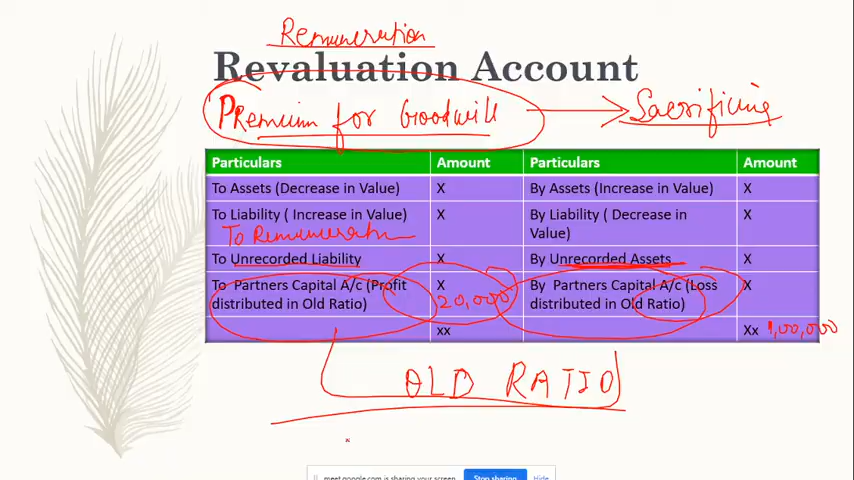 Remuneration
Revaluation Account
Premium for Goodwill → Sacrificing
Particulars Amount Particulars Amount
To Assets (Decrease in Value) X By Assets (Increase in Value) X
To Liability ( Increase in Value) X By Liability ( Decrease in Value) X
To Remuneration
To Unrecorded Liability X By Unrecorded Assets X
To Partners Capital A/c (Profit distributed in Old Ratio) X 20,000 By Partners Capital A/c (Loss distributed in Old Ratio) X
xx Xx 1,00,000
OLD RATIO
meet.google.com is sharing your screen. Stop sharing Hide